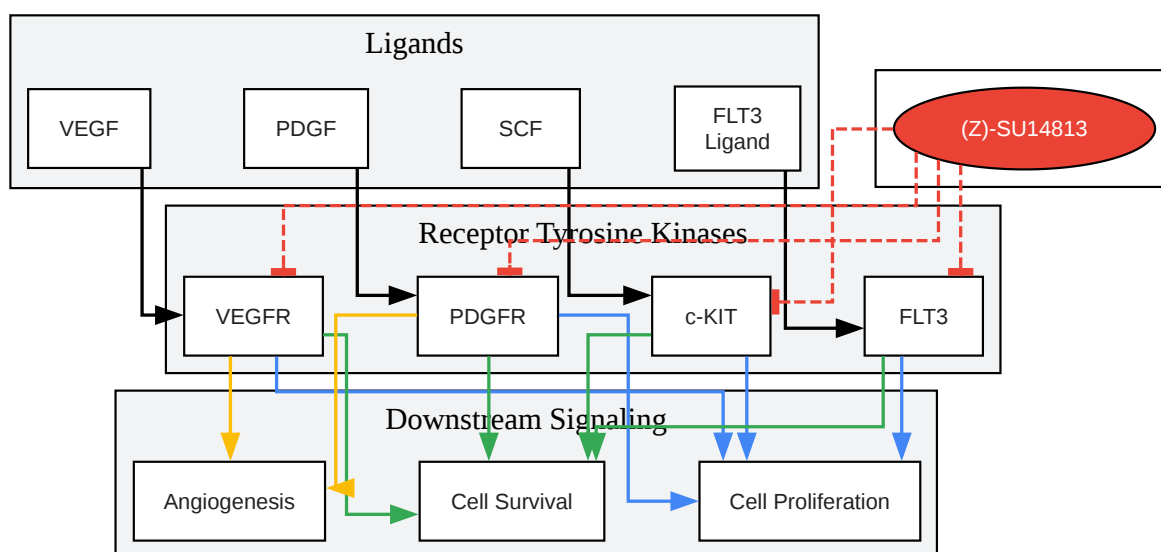 Ligands
VEGF
PDGF
SCF
FLT3
Ligand
(Z)-SU14813
Receptor Tyrosine Kinases
VEGFR
PDGFR
c-KIT
FLT3
Downstream Signaling
Angiogenesis
Cell Survival
Cell Proliferation